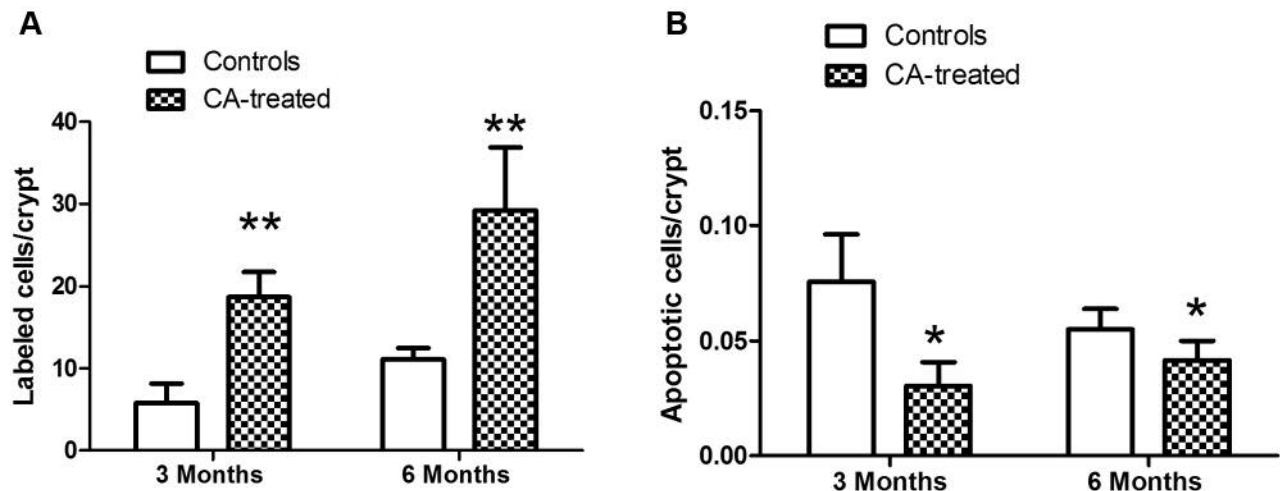 A
Controls
CA-treated
Labeled cells/crypt
40
30
20
10
0
**
**
3 Months
6 Months
B
Controls
CA-treated
Apoptotic cells/crypt
0.15
0.10
0.05
0.00
*
*
3 Months
6 Months